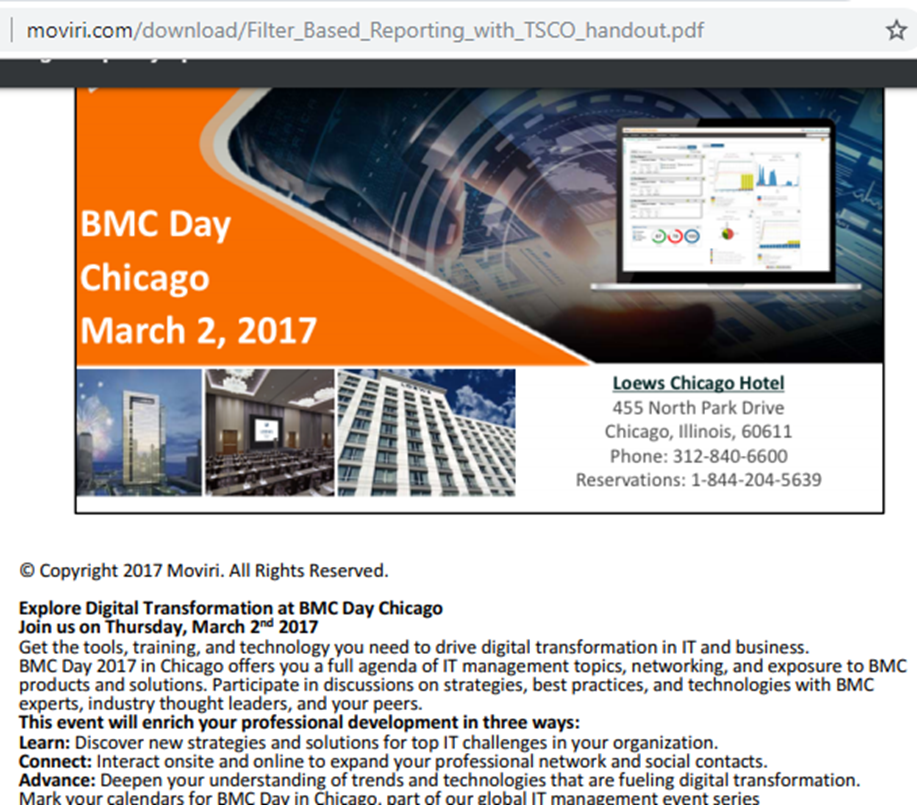 moviri.com/download/Filter_Based_Reporting_with_TSCO_handout.pdf
BMC Day
Chicago
March 2, 2017
LOEWS
Loews Chicago Hotel
455 North Park Drive
Chicago, Illinois, 60611
Phone: 312-840-6600
Reservations: 1-844-204-5639
© Copyright 2017 Moviri. All Rights Reserved.
Explore Digital Transformation at BMC Day Chicago
Join us on Thursday, March 2nd 2017
Get the tools, training, and technology you need to drive digital transformation in IT and business.
BMC Day 2017 in Chicago offers you a full agenda of IT management topics, networking, and exposure to BMC
products and solutions. Participate in discussions on strategies, best practices, and technologies with BMC
experts, industry thought leaders, and your peers.
This event will enrich your professional development in three ways:
Learn: Discover new strategies and solutions for top IT challenges in your organization.
Connect: Interact onsite and online to expand your professional network and social contacts.
Advance: Deepen your understanding of trends and technologies that are fueling digital transformation.
Mark your calendars for BMC Day in Chicago, part of our global IT management event series